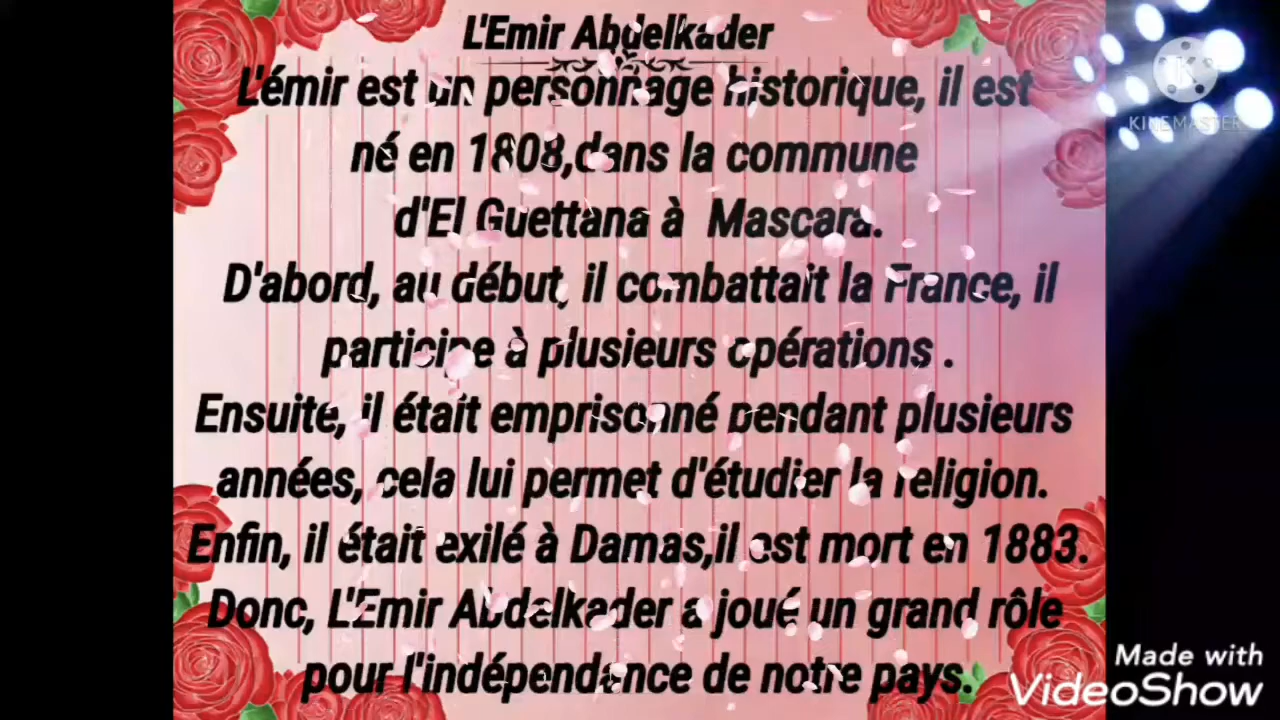 L'Emir Abdelkader
L'émir est un personnage historique, il est
né en 1808,dans la commune
d'El Guettana à Mascara.
D'abord, au début, il combattait la France, il
participe à plusieurs opérations .
Ensuite, il était emprisonné pendant plusieurs
années, cela lui permet d'étudier la religion.
Enfin, il était exilé à Damas,il est mort en 1883.
Donc, L'Emir Abdelkader a joué un grand rôle
pour l'indépendance de notre pays.
K
KINEMASTER
Made with
VideoShow